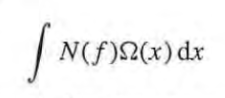 ∫ N(f)Ω(x) dx